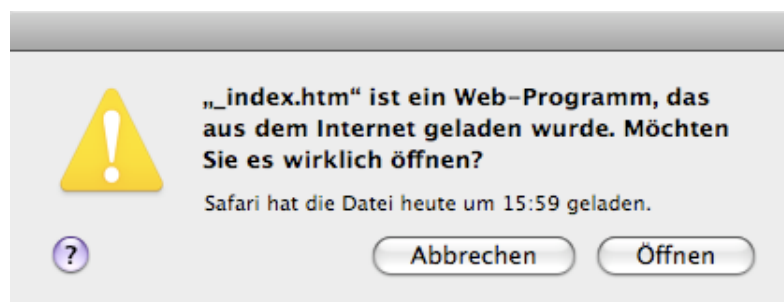 „_index.htm“ ist ein Web-Programm, das
aus dem Internet geladen wurde. Möchten
Sie es wirklich öffnen?
Safari hat die Datei heute um 15:59 geladen.
?
Abbrechen
Öffnen